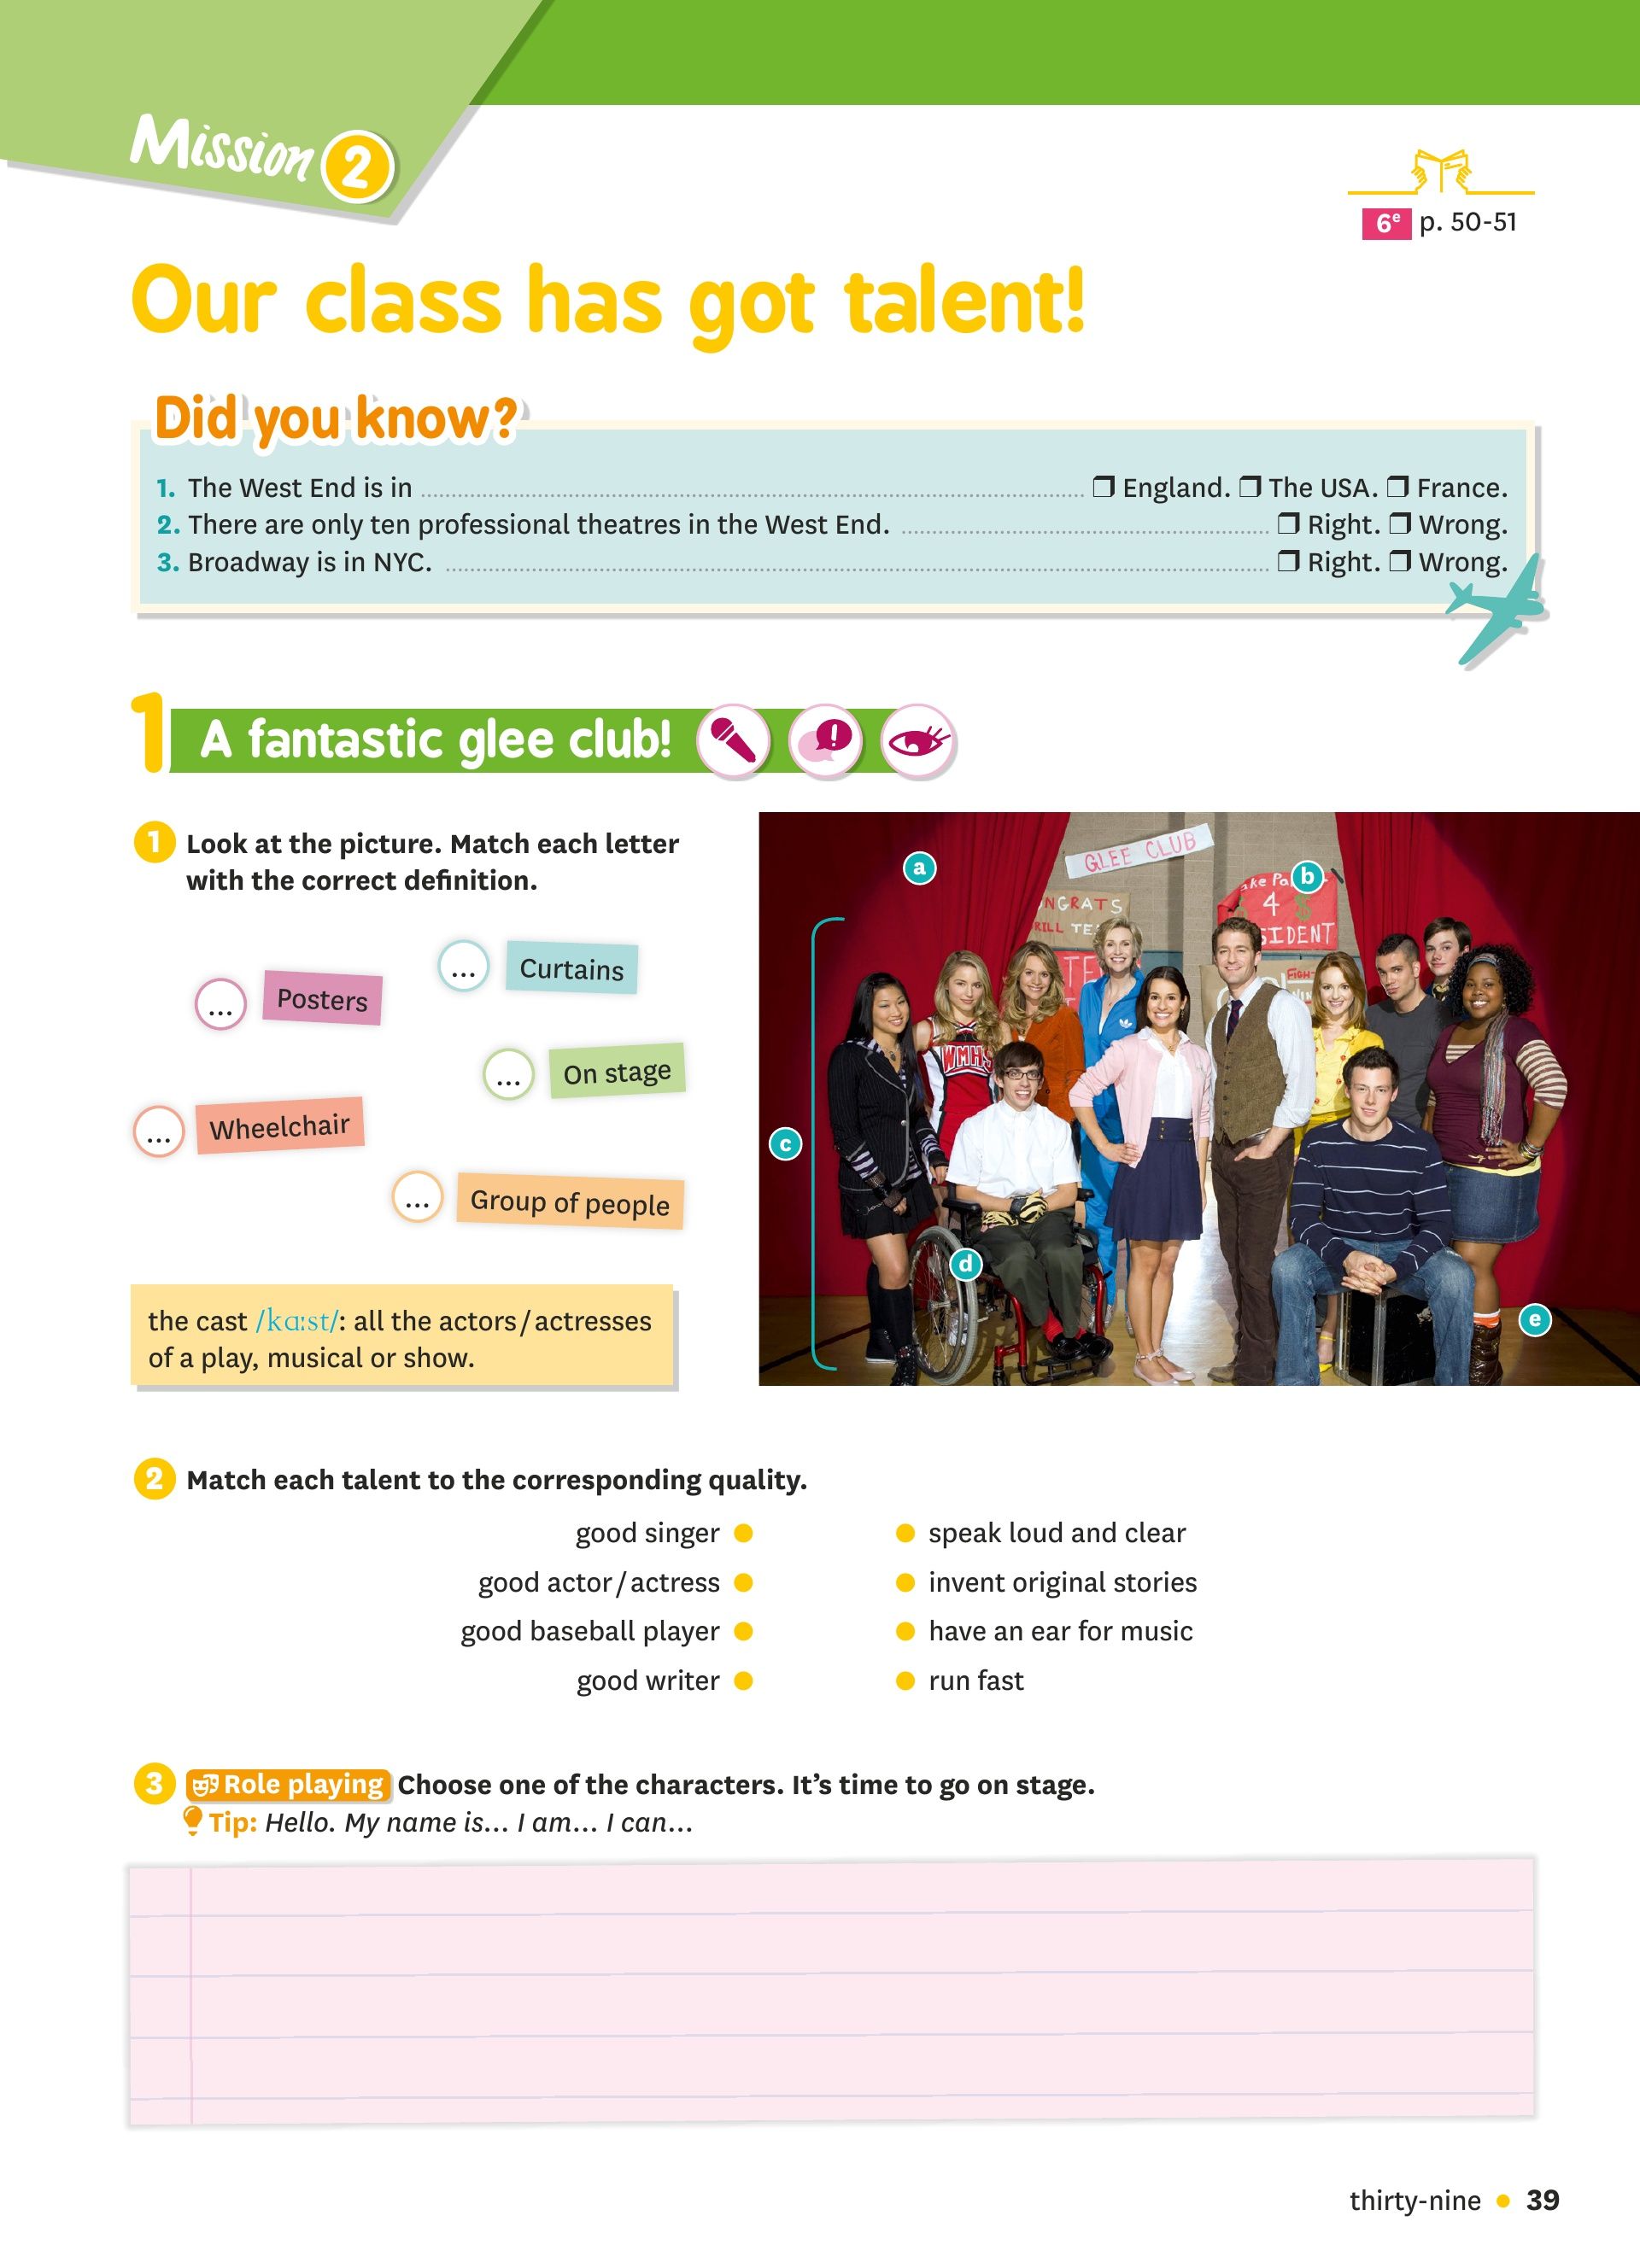 Mission 2
6e p. 50-51
Our class has got talent!
Did you know?
1. The West End is in ❒ England. ❒ The USA. ❒ France.
2. There are only ten professional theatres in the West End. ❒ Right. ❒ Wrong.
3. Broadway is in NYC. ❒ Right. ❒ Wrong.
1 A fantastic glee club!
1 Look at the picture. Match each letter
with the correct definition.
... Curtains
... Posters
... On stage
... Wheelchair
... Group of people
the cast /kɑːst/: all the actors / actresses
of a play, musical or show.
a
b
c
d
e
GLEE CLUB
NGRATS
4 $
SIDENT
WMHS
2 Match each talent to the corresponding quality.
good singer ● ● speak loud and clear
good actor / actress ● ● invent original stories
good baseball player ● ● have an ear for music
good writer ● ● run fast
3 Role playing Choose one of the characters. It's time to go on stage.
Tip: Hello. My name is... I am... I can...
thirty-nine ● 39